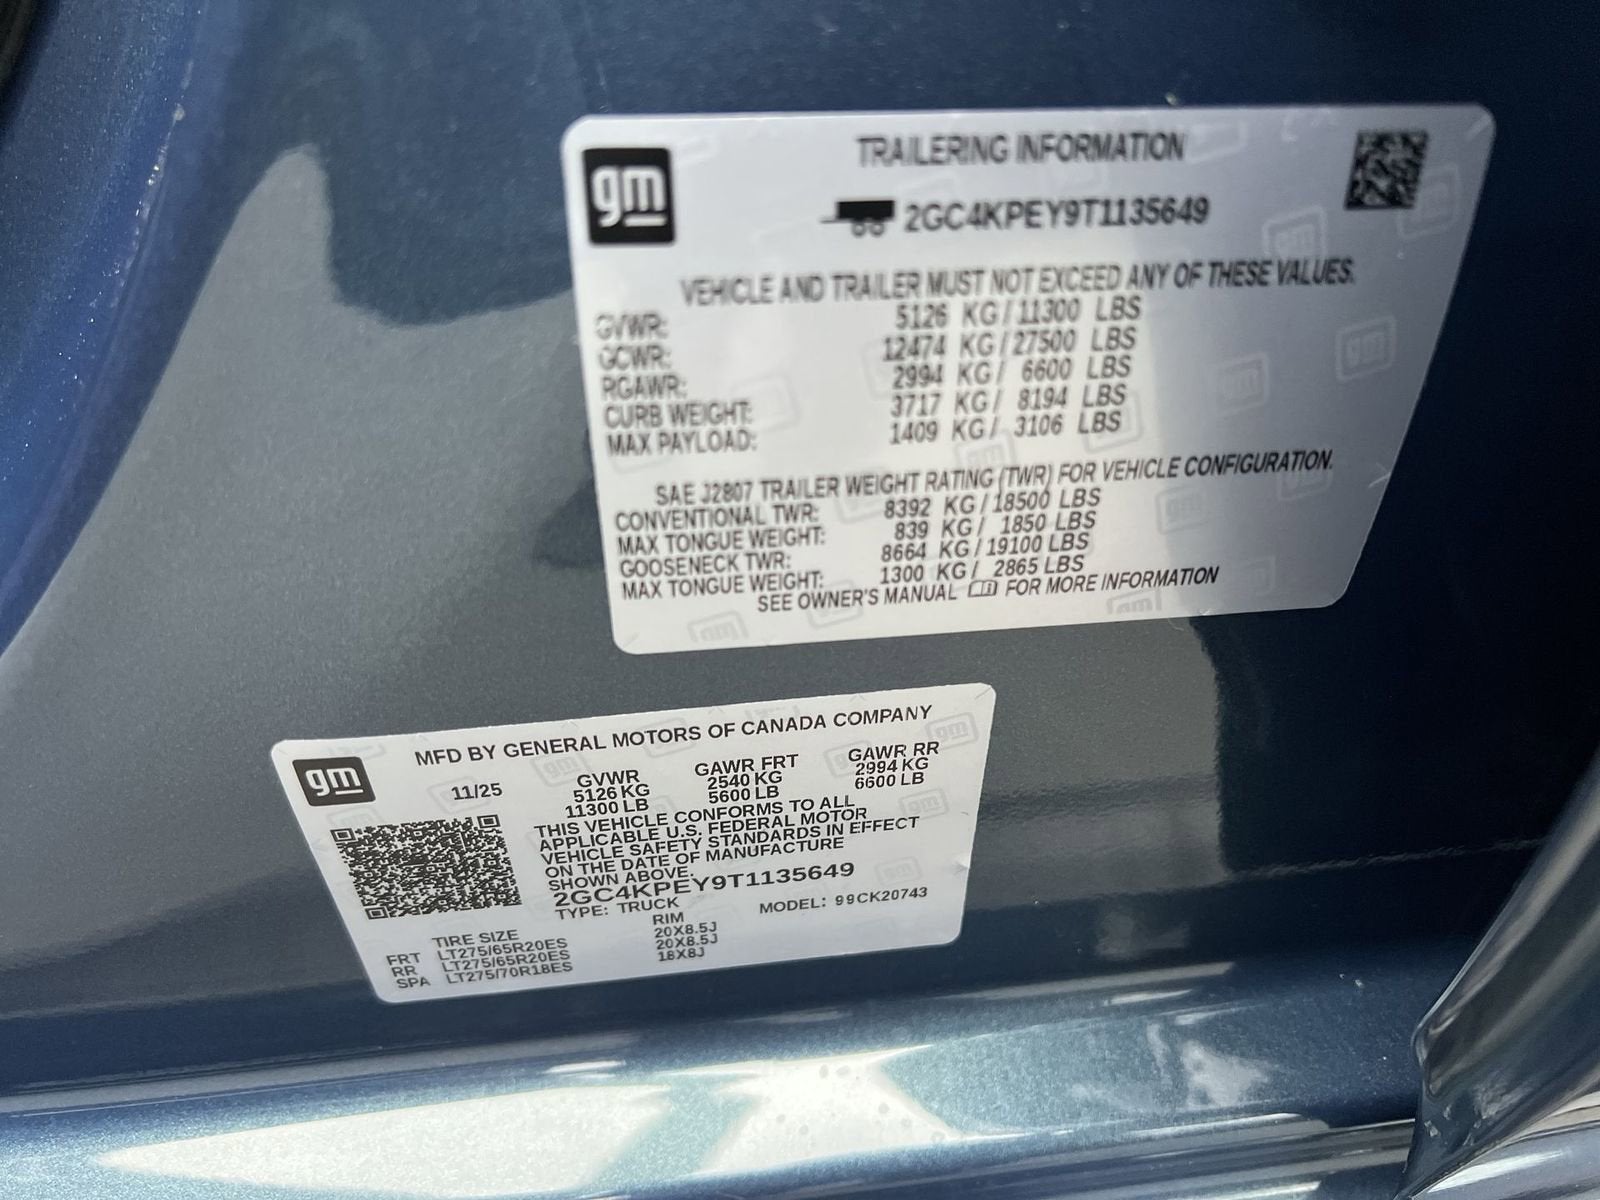 gm
TRAILERING INFORMATION
2GC4KPEY9T1135649
VEHICLE AND TRAILER MUST NOT EXCEED ANY OF THESE VALUES.
GVWR: 5126 KG / 11300 LBS
GCWR: 12474 KG / 27500 LBS
RGAWR: 2994 KG / 6600 LBS
CURB WEIGHT: 3717 KG / 8194 LBS
MAX PAYLOAD: 1409 KG / 3106 LBS
SAE J2807 TRAILER WEIGHT RATING (TWR) FOR VEHICLE CONFIGURATION.
CONVENTIONAL TWR: 8392 KG / 18500 LBS
MAX TONGUE WEIGHT: 839 KG / 1850 LBS
GOOSENECK TWR: 8664 KG / 19100 LBS
MAX TONGUE WEIGHT: 1300 KG / 2865 LBS
SEE OWNER'S MANUAL FOR MORE INFORMATION
gm
MFD BY GENERAL MOTORS OF CANADA COMPANY
11/25 GVWR GAWR FRT GAWR RR
5126 KG 2540 KG 2994 KG
11300 LB 5600 LB 6600 LB
THIS VEHICLE CONFORMS TO ALL
APPLICABLE U.S. FEDERAL MOTOR
VEHICLE SAFETY STANDARDS IN EFFECT
ON THE DATE OF MANUFACTURE
SHOWN ABOVE.
2GC4KPEY9T1135649
TYPE: TRUCK MODEL: 99CK20743
TIRE SIZE RIM
FRT LT275/65R20ES 20X8.5J
RR LT275/65R20ES 20X8.5J
SPA LT275/70R18ES 18X8J